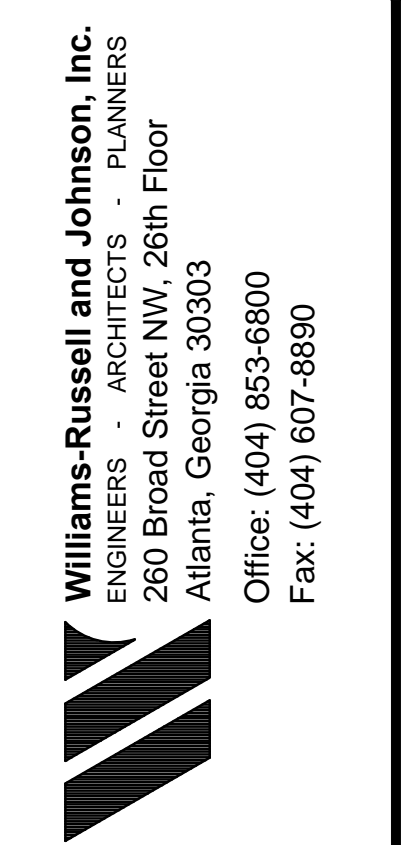 Williams-Russell and Johnson, Inc.
ENGINEERS - ARCHITECTS - PLANNERS
260 Broad Street NW, 26th Floor
Atlanta, Georgia 30303
Office: (404) 853-6800
Fax: (404) 607-8890